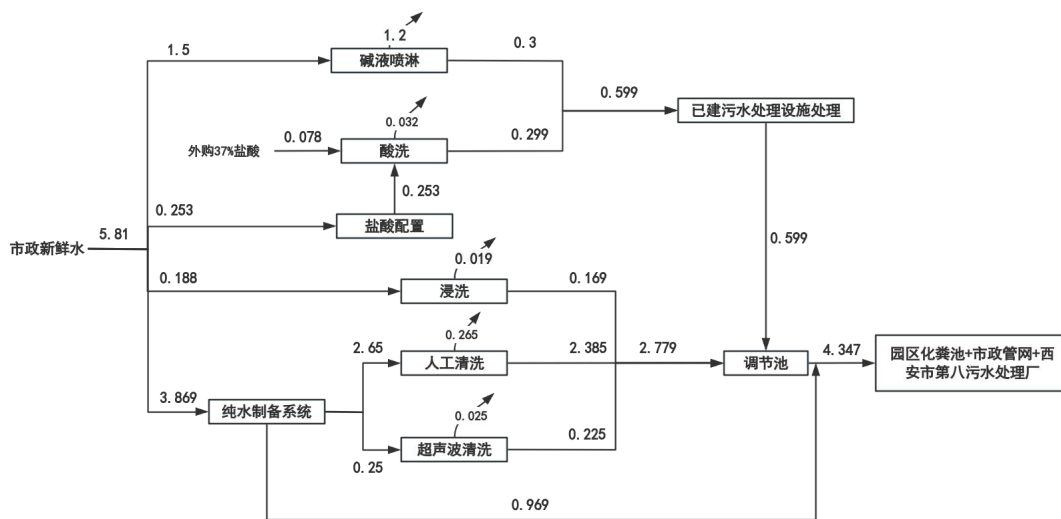 1.2
1.5
碱液喷淋
0.3
0.599
已建污水处理设施处理
0.032
0.078
外购37%盐酸
酸洗
0.299
0.253
0.253
盐酸配置
5.81
市政新鲜水
0.599
0.019
0.188
浸洗
0.169
0.265
2.65
人工清洗
2.385
2.779
调节池
4.347
园区化粪池+市政管网+西
安市第八污水处理厂
3.869
纯水制备系统
0.025
超声波清洗
0.225
0.25
0.969